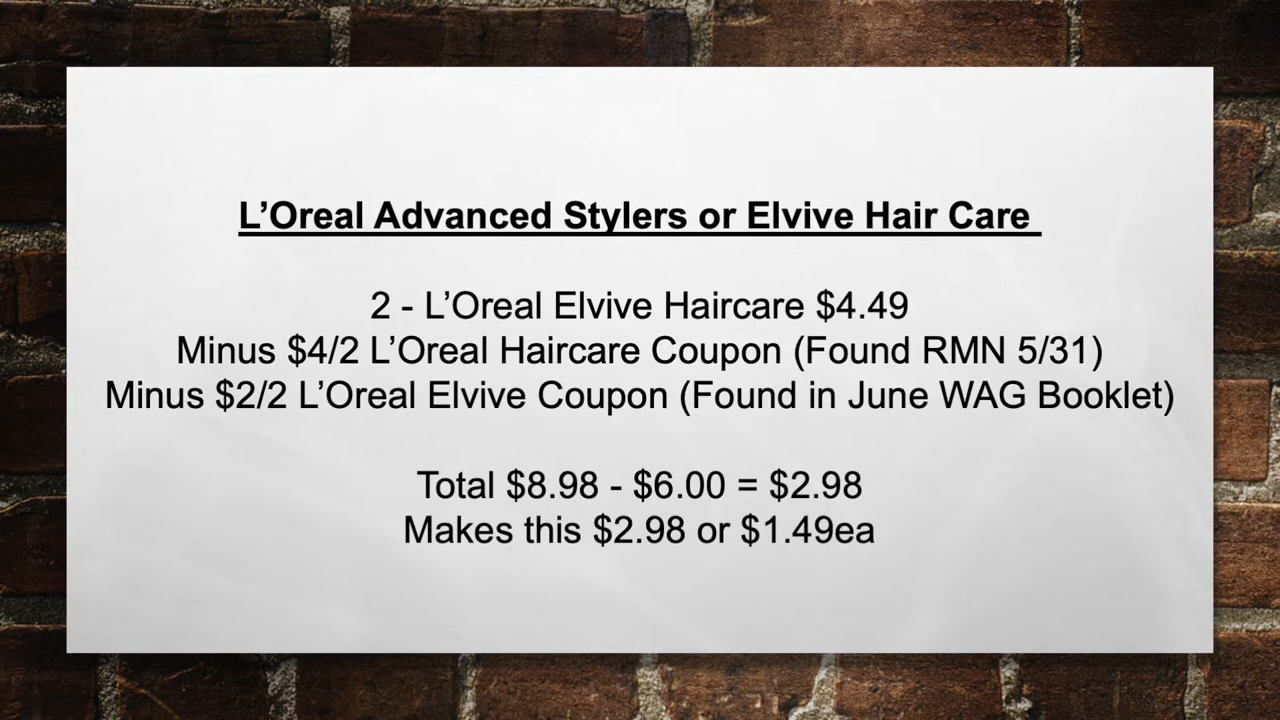 L’Oreal Advanced Stylers or Elvive Hair Care
2 - L’Oreal Elvive Haircare $4.49
Minus $4/2 L’Oreal Haircare Coupon (Found RMN 5/31)
Minus $2/2 L’Oreal Elvive Coupon (Found in June WAG Booklet)
Total $8.98 - $6.00 = $2.98
Makes this $2.98 or $1.49ea